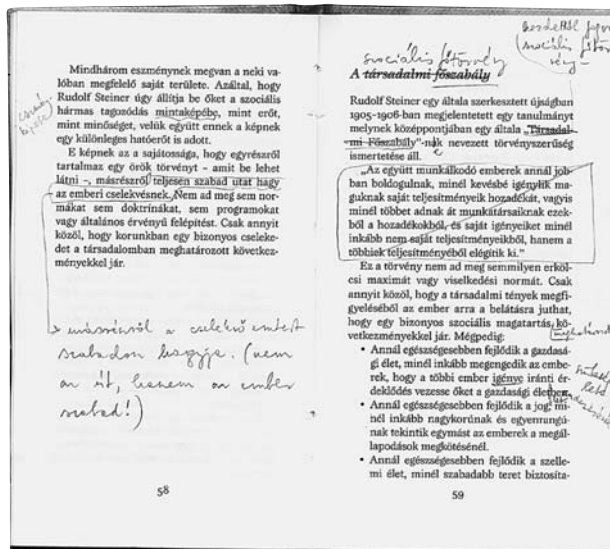 Mindhárom eszménynek megvan a neki va-
lóban megfelelő saját területe. Azáltal, hogy
Rudolf Steiner úgy állítja be őket a szociális
hármas tagozódás mintaképébe, mint erőt,
mint minőséget, velük együtt ennek a képnek
egy különleges hatóerőt is adott.
E képnek az a sajátossága, hogy egyrészről
tartalmaz egy örök törvényt – amit be lehet
látni –, másrészről teljesen szabad utat hagy
az emberi cselekvésnek. Nem ad meg sem nor-
mákat sem doktrinákat, sem programokat
vagy általános érvényű felépítést. Csak annyit
közöl, hogy korunkban egy bizonyos cseleke-
det a társadalomban meghatározott következ-
ményekkel jár.
másrészről a cselekvő embert
szabadon hagyja. (nem
az út, hanem az ember
szabad!)
58
kezdettől fogva
(szociális
szociális főtörvény
A társadalmi főszabály
Rudolf Steiner egy általa szerkesztett újságban
1905-1906-ban megjelentetett egy tanulmányt
melynek középpontjában egy általa „Társadal-
mi Főszabály"-nak nevezett törvényszerűség
ismertetése áll.
„Az együtt munkálkodó emberek annál job-
ban boldogulnak, minél kevésbé igénylik ma-
guknak saját teljesítményeik hozadékát, vagyis
minél többet adnak át munkatársaiknak ezek-
ből a hozadékokból, és saját igényeiket minél
inkább nem saját teljesítményeikből, hanem a
többiek teljesítményéből elégítik ki."
Ez a törvény nem ad meg semmilyen erköl-
csi maximát vagy viselkedési normát. Csak
annyit közöl, hogy a társadalmi tények megfi-
gyeléséből az ember arra a belátásra juthat,
hogy egy bizonyos szociális magatartás, kö-
vetkezményekkel jár. Mégpedig:
• Annál egészségesebben fejlődik a gazdasá-
gi élet, minél inkább megengedik az embe-
rek, hogy a többi ember igénye iránti ér-
deklődés vezesse őket a gazdasági életben.
• Annál egészségesebben fejlődik a jog, mi-
nél inkább nagykorúnak és egyenrangú-
nak tekintik egymást az emberek a megál-
lapodások megkötésénél.
• Annál egészségesebben fejlődik a szelle-
mi élet, minél szabadabb teret biztosíta-
59